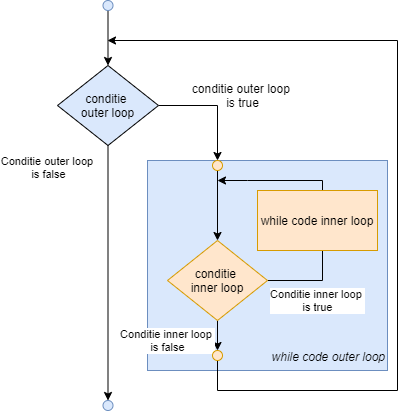 conditie
outer loop
conditie outer loop
is true
Conditie outer loop
is false
while code inner loop
conditie
inner loop
Conditie inner loop
is true
Conditie inner loop
is false
while code outer loop